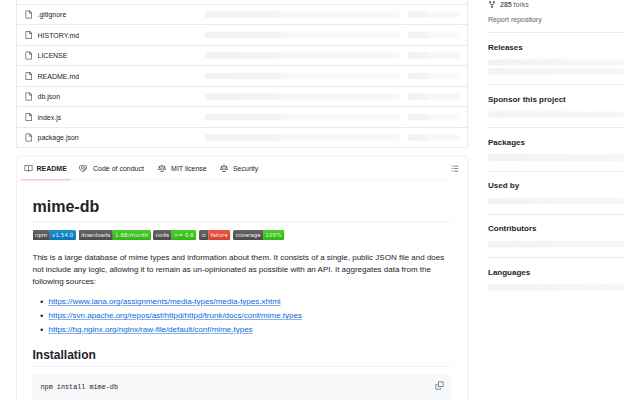 .gitignore
285 forks
HISTORY.md
Report repository
LICENSE
Releases
README.md
db.json
Sponsor this project
index.js
package.json
Packages
README
Code of conduct
MIT license
Security
Used by
mime-db
Contributors
npm v1.54.0 downloads 1.8B/month node >= 0.6 ci failure coverage 100%
This is a large database of mime types and information about them. It consists of a single, public JSON file and does
not include any logic, allowing it to remain as un-opinionated as possible with an API. It aggregates data from the
following sources:
Languages
https://www.iana.org/assignments/media-types/media-types.xhtml
https://svn.apache.org/repos/asf/httpd/httpd/trunk/docs/conf/mime.types
https://hg.nginx.org/nginx/raw-file/default/conf/mime.types
Installation
npm install mime-db